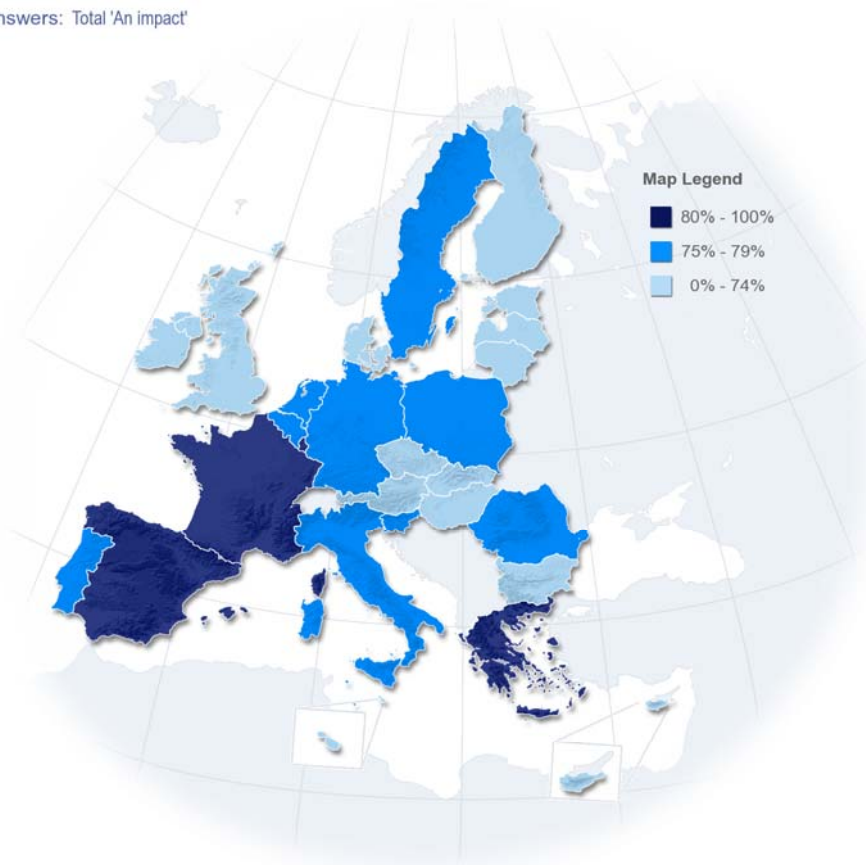 nswers: Total 'An impact'
Map Legend
80% - 100%
75% - 79%
0% - 74%